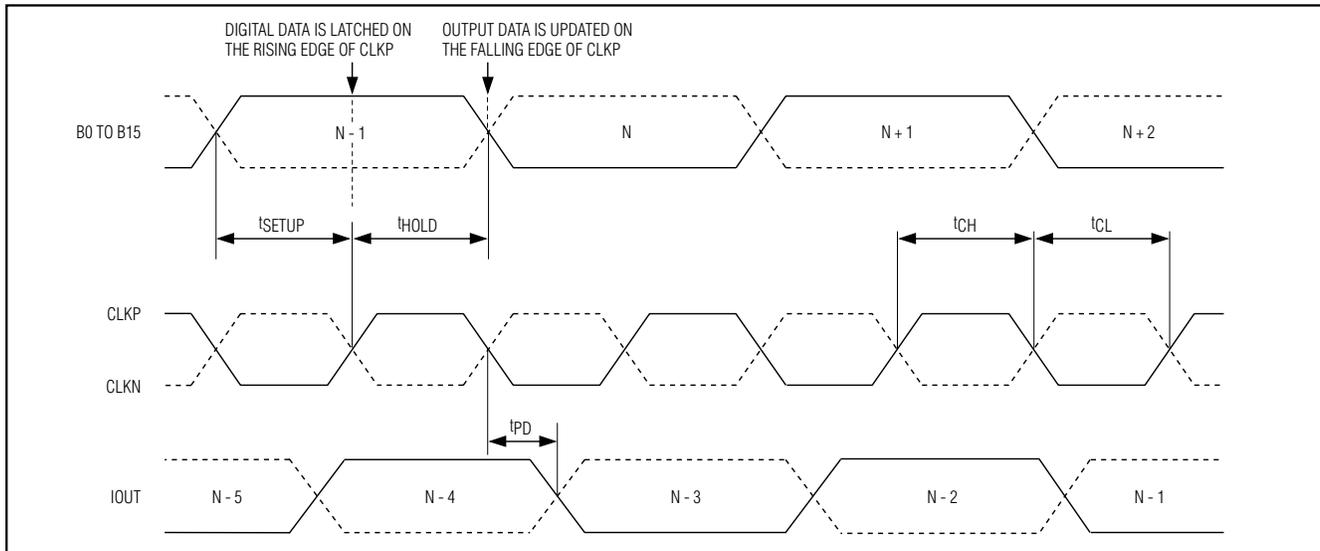 DIGITAL DATA IS LATCHED ON
THE RISING EDGE OF CLKP
OUTPUT DATA IS UPDATED ON
THE FALLING EDGE OF CLKP
B0 TO B15
N - 1
N
N + 1
N + 2
tSETUP
tHOLD
tCH
tCL
CLKP
CLKN
tPD
IOUT
N - 5
N - 4
N - 3
N - 2
N - 1